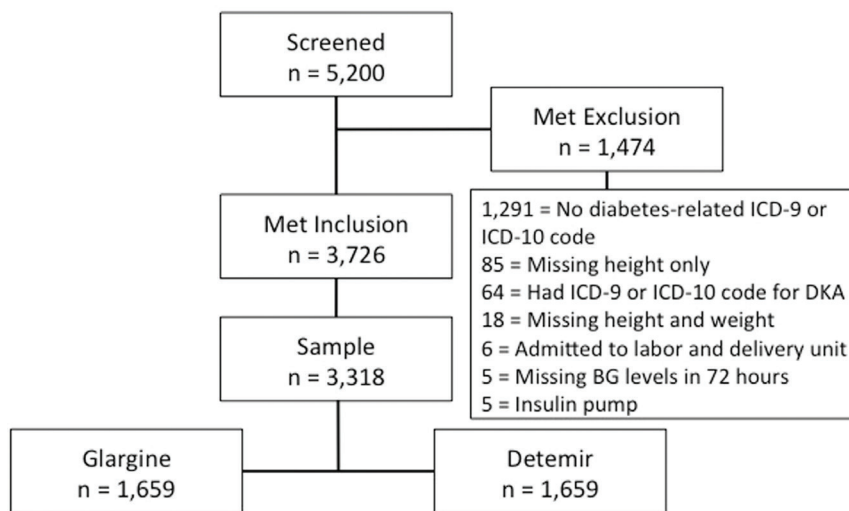 Screened
n = 5,200
Met Exclusion
n = 1,474
1,291 = No diabetes-related ICD-9 or
ICD-10 code
85 = Missing height only
64 = Had ICD-9 or ICD-10 code for DKA
18 = Missing height and weight
6 = Admitted to labor and delivery unit
5 = Missing BG levels in 72 hours
5 = Insulin pump
Met Inclusion
n = 3,726
Sample
n = 3,318
Glargine
n = 1,659
Detemir
n = 1,659